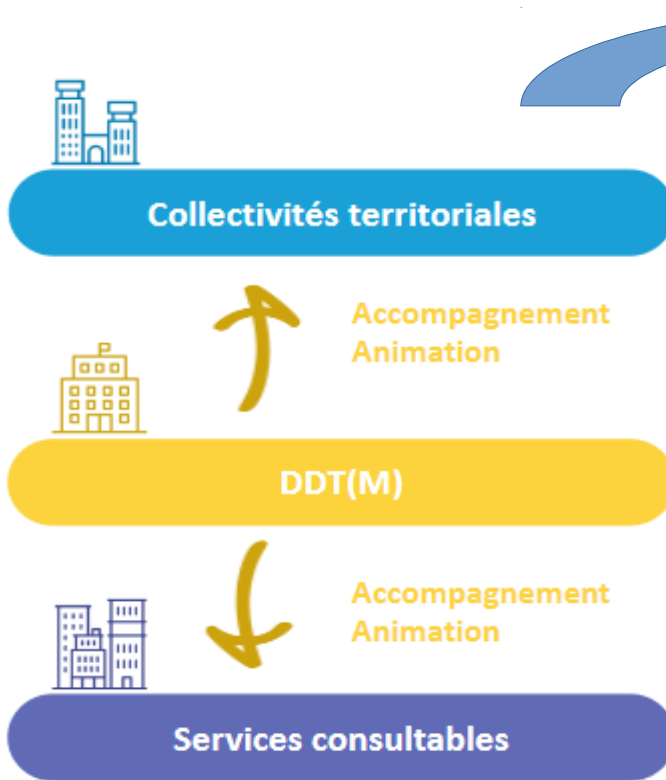 Collectivités territoriales
Accompagnement
Animation
DDT(M)
Accompagnement
Animation
Services consultables